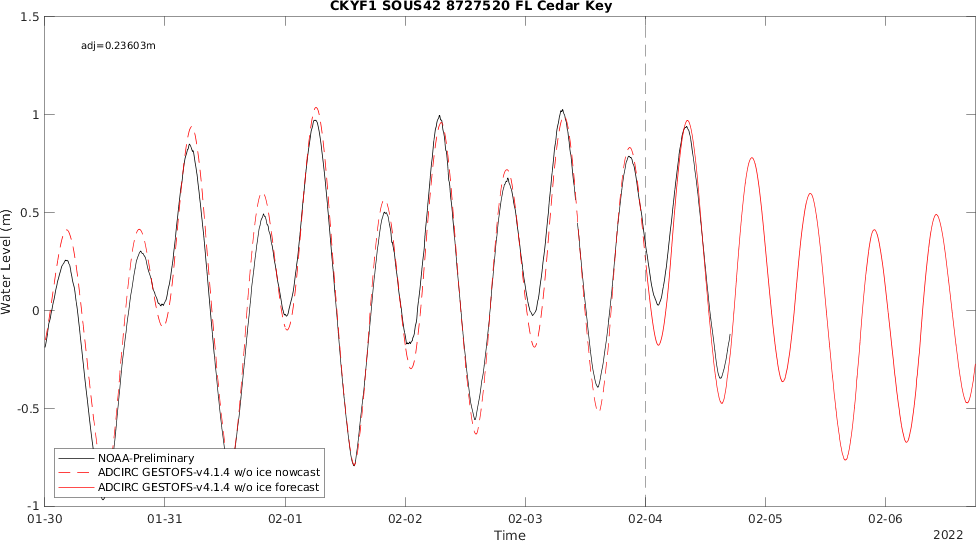 CKYF1 SOUS42 8727520 FL Cedar Key
1.5
adj=0.23603m
1
0.5
Water Level (m)
0
-0.5
NOAA-Preliminary
ADCIRC GESTOFS-v4.1.4 w/o ice nowcast
ADCIRC GESTOFS-v4.1.4 w/o ice forecast
-1
01-30 01-31 02-01 02-02 02-03 02-04 02-05 02-06
Time
2022